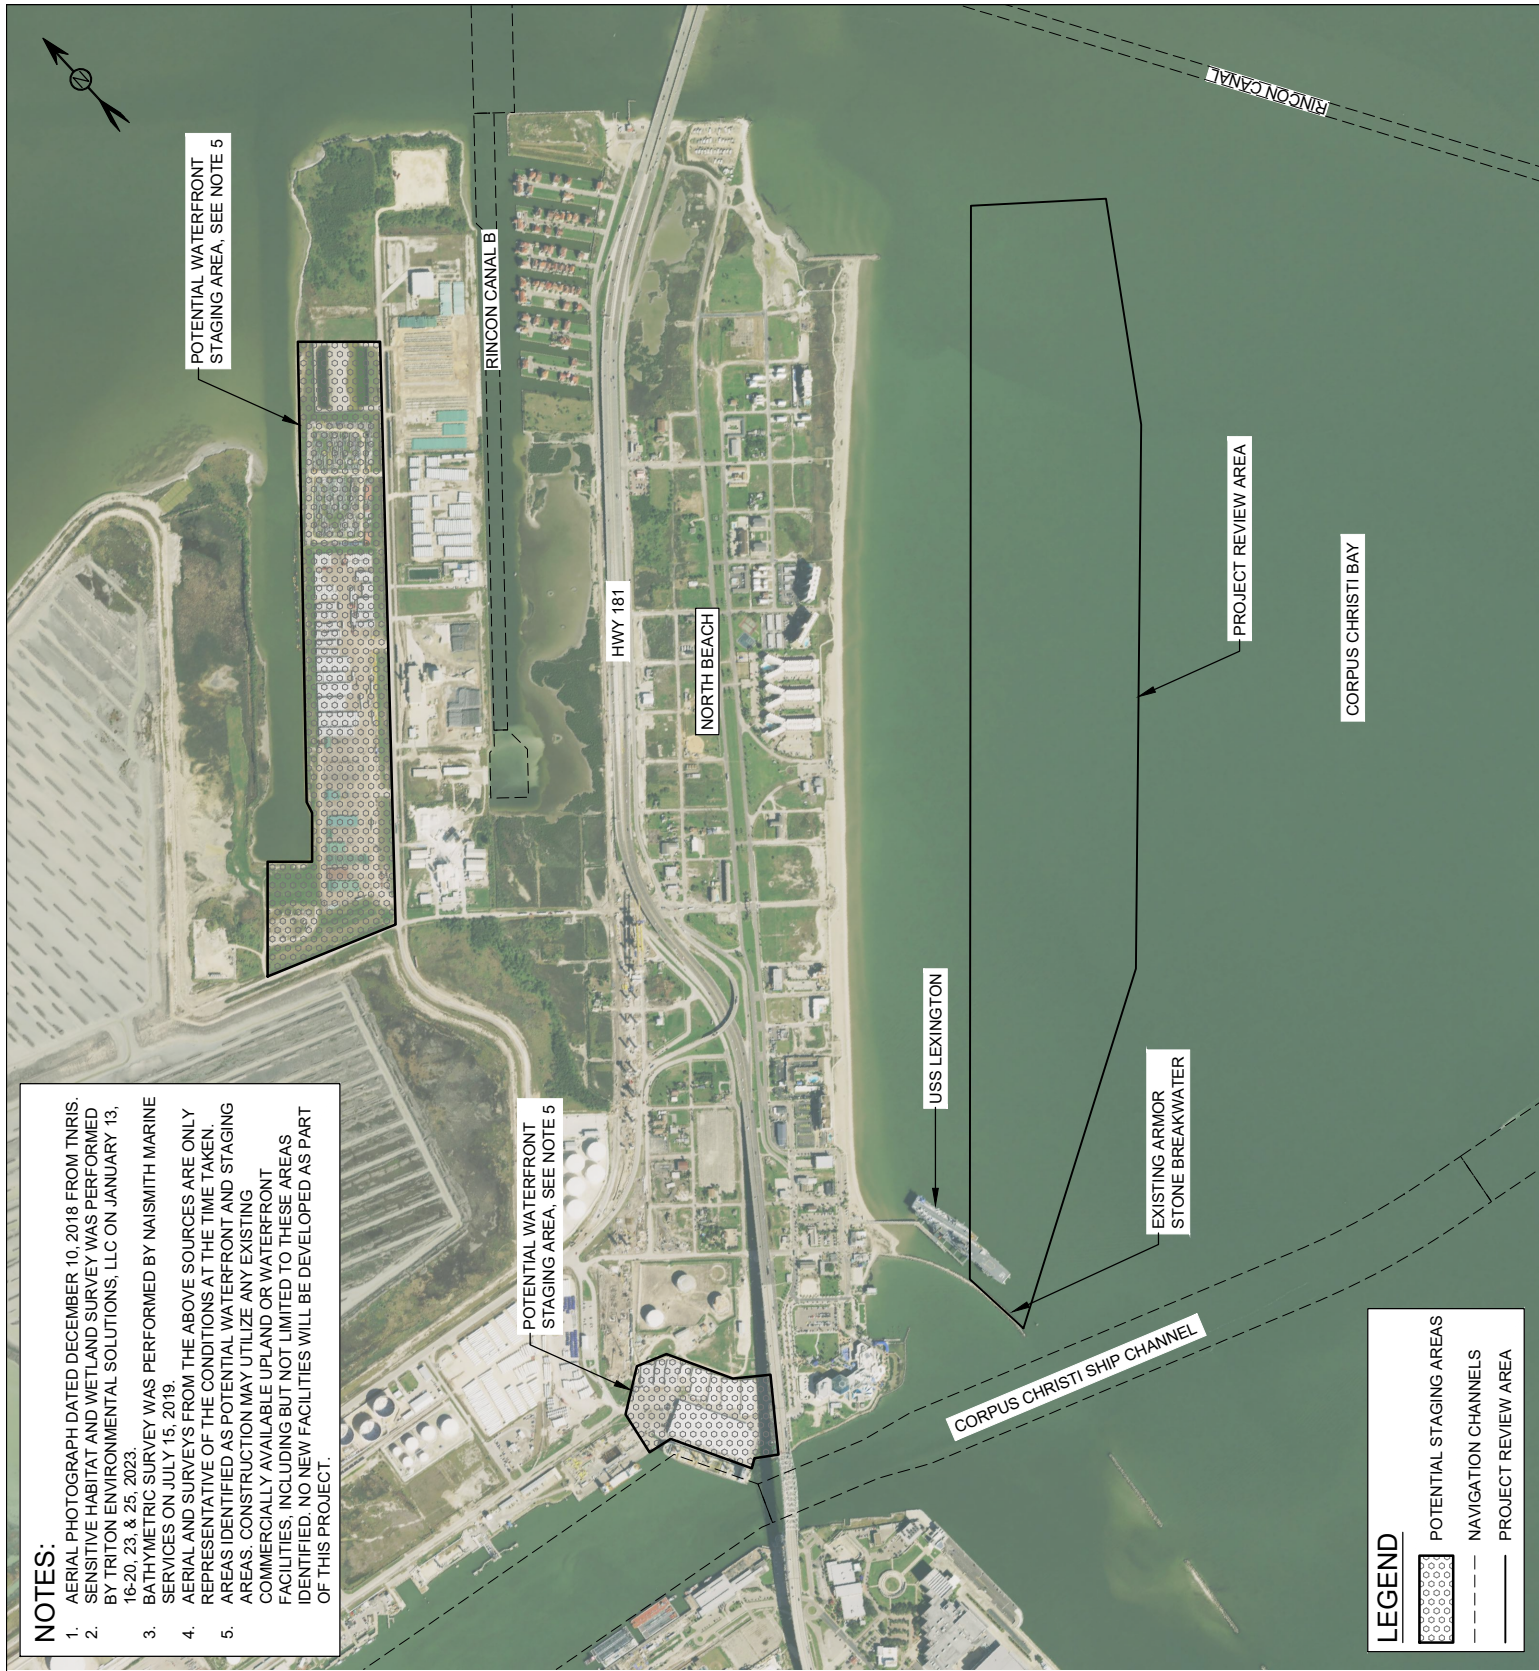 NOTES:
1. AERIAL PHOTOGRAPH DATED DECEMBER 10, 2018 FROM TNRIS.
2. SENSITIVE HABITAT AND WETLAND SURVEY WAS PERFORMED
BY TRITON ENVIRONMENTAL SOLUTIONS, LLC ON JANUARY 13,
16-20, 23, & 25, 2023.
3. BATHYMETRIC SURVEY WAS PERFORMED BY NAISMITH MARINE
SERVICES ON JULY 15, 2019.
4. AERIAL AND SURVEYS FROM THE ABOVE SOURCES ARE ONLY
REPRESENTATIVE OF THE CONDITIONS AT THE TIME TAKEN.
5. AREAS IDENTIFIED AS POTENTIAL WATERFRONT AND STAGING
AREAS. CONSTRUCTION MAY UTILIZE ANY EXISTING
COMMERCIALLY AVAILABLE UPLAND OR WATERFRONT
FACILITIES, INCLUDING BUT NOT LIMITED TO THESE AREAS
IDENTIFIED. NO NEW FACILITIES WILL BE DEVELOPED AS PART
OF THIS PROJECT.
N
POTENTIAL WATERFRONT
STAGING AREA, SEE NOTE 5
RINCON CANAL B
HWY 181
NORTH BEACH
POTENTIAL WATERFRONT
STAGING AREA, SEE NOTE 5
USS LEXINGTON
EXISTING ARMOR
STONE BREAKWATER
CORPUS CHRISTI SHIP CHANNEL
RINCON CANAL
PROJECT REVIEW AREA
CORPUS CHRISTI BAY
LEGEND
POTENTIAL STAGING AREAS
NAVIGATION CHANNELS
PROJECT REVIEW AREA